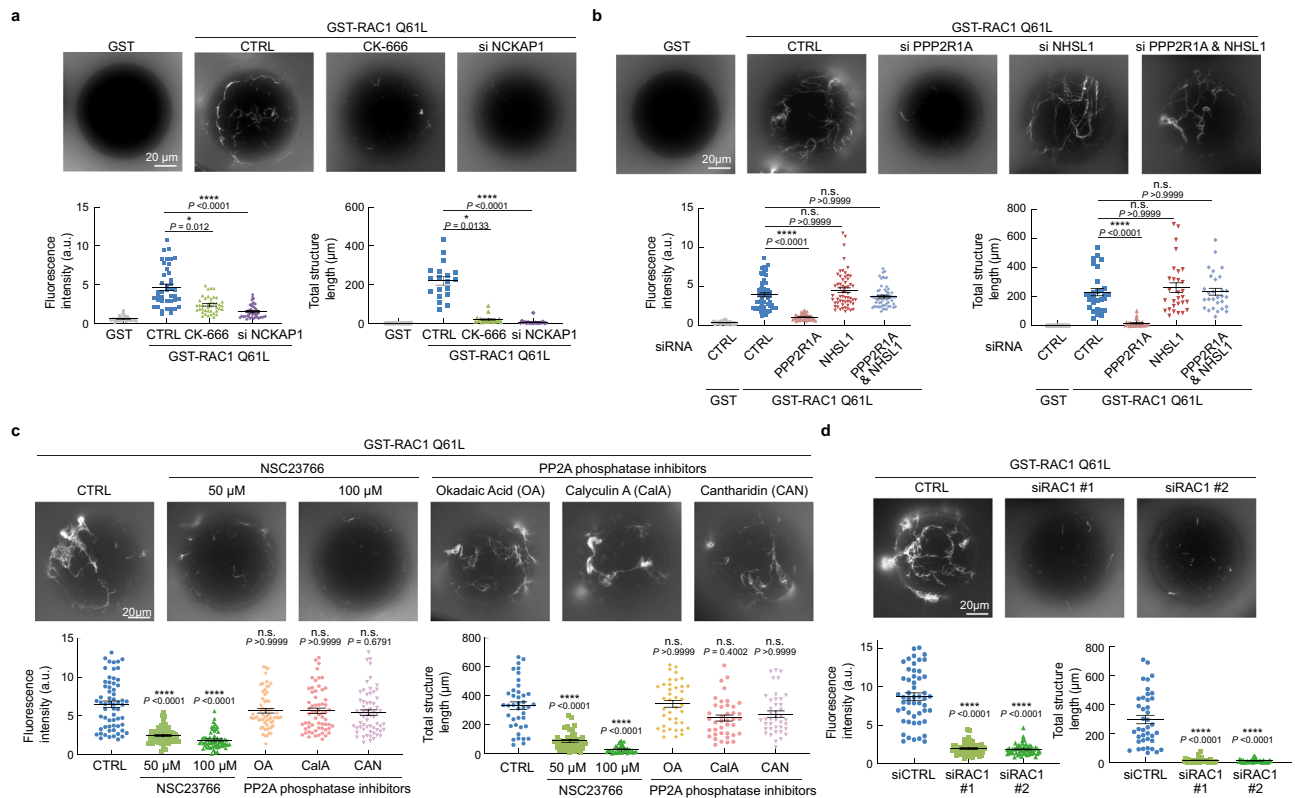 a
GST-RAC1 Q61L
GST
CTRL
CK-666
si NCKAP1
20 µm
Fluorescence
intensity (a.u.)
15
10
5
0
****
P <0.0001
*
P = 0.012
CTRL CK-666 si NCKAP1
GST
GST-RAC1 Q61L
Total structure
length (µm)
600
400
200
0
****
P <0.0001
*
P = 0.0133
CTRL CK-666 si NCKAP1
GST
GST-RAC1 Q61L
b
GST-RAC1 Q61L
GST
CTRL
si PPP2R1A
si NHSL1
si PPP2R1A & NHSL1
20µm
Fluorescence
intensity (a.u.)
15
10
5
0
n.s.
P >0.9999
n.s.
P >0.9999
****
P <0.0001
siRNA
CTRL
CTRL
PPP2R1A
NHSL1
PPP2R1A
& NHSL1
GST
GST-RAC1 Q61L
Total structure
length (µm)
800
600
400
200
0
n.s.
P >0.9999
n.s.
P >0.9999
****
P <0.0001
siRNA
CTRL
CTRL
PPP2R1A
NHSL1
PPP2R1A
& NHSL1
GST
GST-RAC1 Q61L
c
GST-RAC1 Q61L
NSC23766
PP2A phosphatase inhibitors
CTRL
50 µM
100 µM
Okadaic Acid (OA)
Calyculin A (CalA)
Cantharidin (CAN)
20µm
Fluorescence
intensity (a.u.)
15
10
5
0
****
P <0.0001
****
P <0.0001
n.s.
P >0.9999
n.s.
P >0.9999
n.s.
P = 0.6791
CTRL
50 µM
100 µM
OA
CalA
CAN
NSC23766
PP2A phosphatase inhibitors
Total structure
length (µm)
800
600
400
200
0
****
P <0.0001
****
P <0.0001
n.s.
P >0.9999
n.s.
P = 0.4002
n.s.
P >0.9999
CTRL
50 µM
100 µM
OA
CalA
CAN
NSC23766
PP2A phosphatase inhibitors
d
GST-RAC1 Q61L
CTRL
siRAC1 #1
siRAC1 #2
20µm
Fluorescence
intensity (a.u.)
15
10
5
0
****
P <0.0001
****
P <0.0001
siCTRL
siRAC1
#1
siRAC1
#2
Total structure
length (µm)
800
600
400
200
0
****
P <0.0001
****
P <0.0001
siCTRL
siRAC1
#1
siRAC1
#2